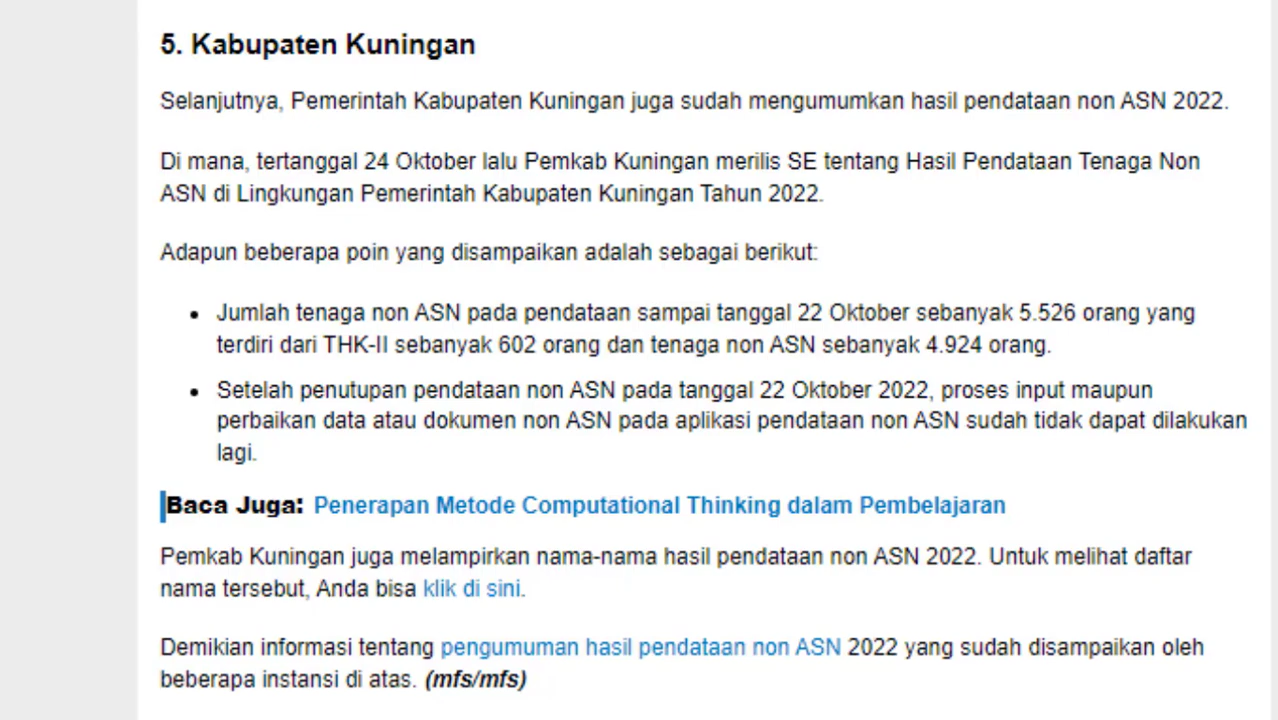 5. Kabupaten Kuningan
Selanjutnya, Pemerintah Kabupaten Kuningan juga sudah mengumumkan hasil pendataan non ASN 2022.
Di mana, tertanggal 24 Oktober lalu Pemkab Kuningan merilis SE tentang Hasil Pendataan Tenaga Non
ASN di Lingkungan Pemerintah Kabupaten Kuningan Tahun 2022.
Adapun beberapa poin yang disampaikan adalah sebagai berikut:
• Jumlah tenaga non ASN pada pendataan sampai tanggal 22 Oktober sebanyak 5.526 orang yang
terdiri dari THK-II sebanyak 602 orang dan tenaga non ASN sebanyak 4.924 orang.
• Setelah penutupan pendataan non ASN pada tanggal 22 Oktober 2022, proses input maupun
perbaikan data atau dokumen non ASN pada aplikasi pendataan non ASN sudah tidak dapat dilakukan
lagi.
Baca Juga: Penerapan Metode Computational Thinking dalam Pembelajaran
Pemkab Kuningan juga melampirkan nama-nama hasil pendataan non ASN 2022. Untuk melihat daftar
nama tersebut, Anda bisa klik di sini.
Demikian informasi tentang pengumuman hasil pendataan non ASN 2022 yang sudah disampaikan oleh
beberapa instansi di atas. (mfs/mfs)